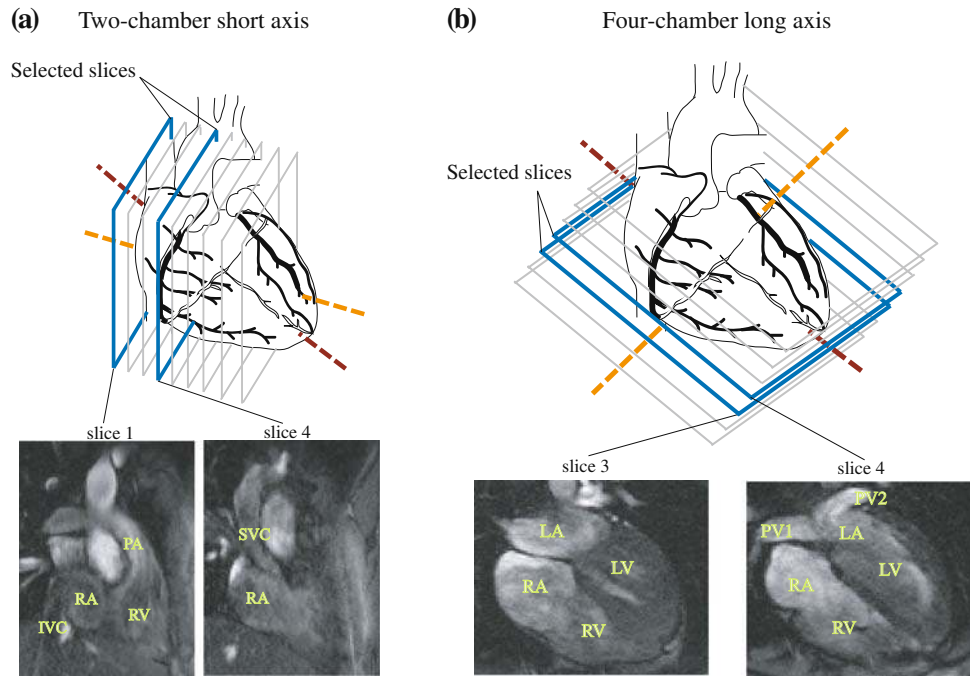 (a) Two-chamber short axis
Selected slices
slice 1
slice 4
PA
RA
RV
IVC
SVC
RA
(b) Four-chamber long axis
Selected slices
slice 3
slice 4
LA
LV
RA
RV
PV2
PV1
LA
LV
RA
RV